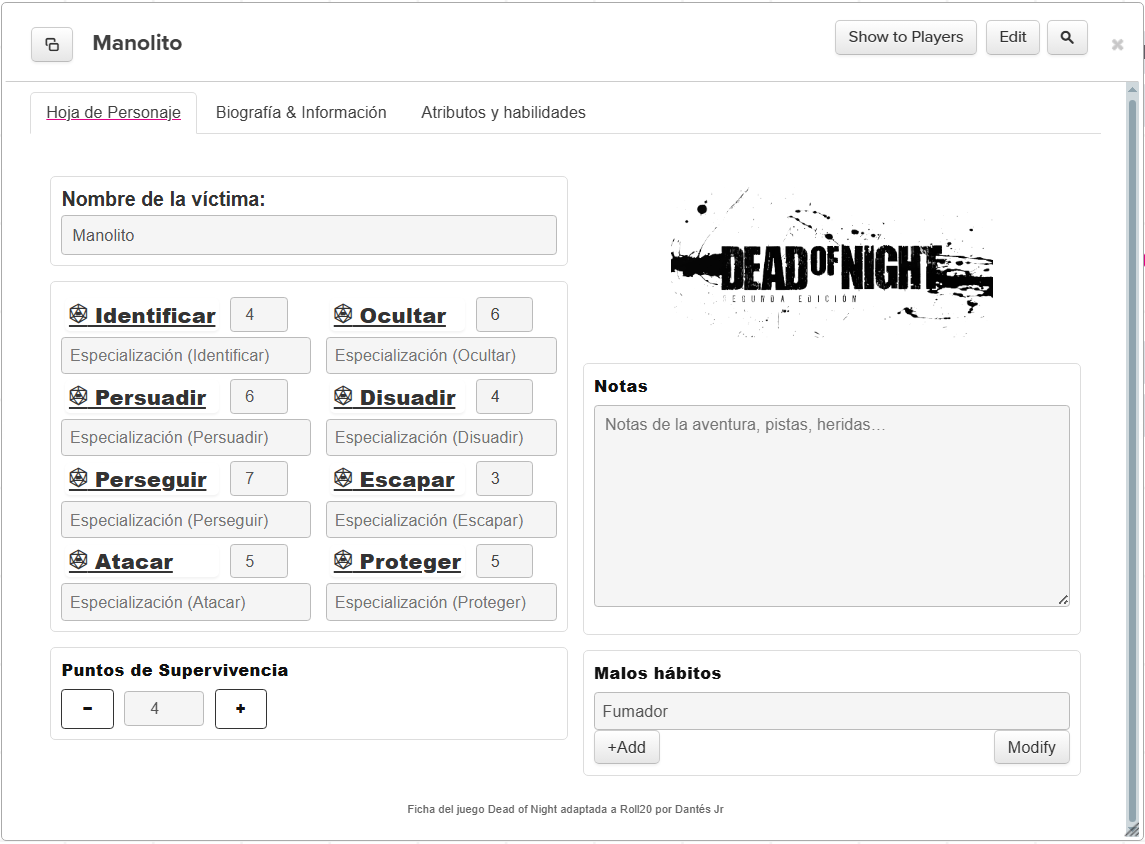 Manolito
Show to Players
Edit
Hoja de Personaje
Biografía & Información
Atributos y habilidades
Nombre de la víctima:
Manolito
Identificar 4
Ocultar 6
Especialización (Identificar)
Especialización (Ocultar)
Persuadir 6
Disuadir 4
Especialización (Persuadir)
Especialización (Disuadir)
Perseguir 7
Escapar 3
Especialización (Perseguir)
Especialización (Escapar)
Atacar 5
Proteger 5
Especialización (Atacar)
Especialización (Proteger)
Puntos de Supervivencia
- 4 +
DEAD OF NIGHT
SEGUNDA EDICIÓN
Notas
Notas de la aventura, pistas, heridas…
Malos hábitos
Fumador
+Add
Modify
Ficha del juego Dead of Night adaptada a Roll20 por Dantés Jr